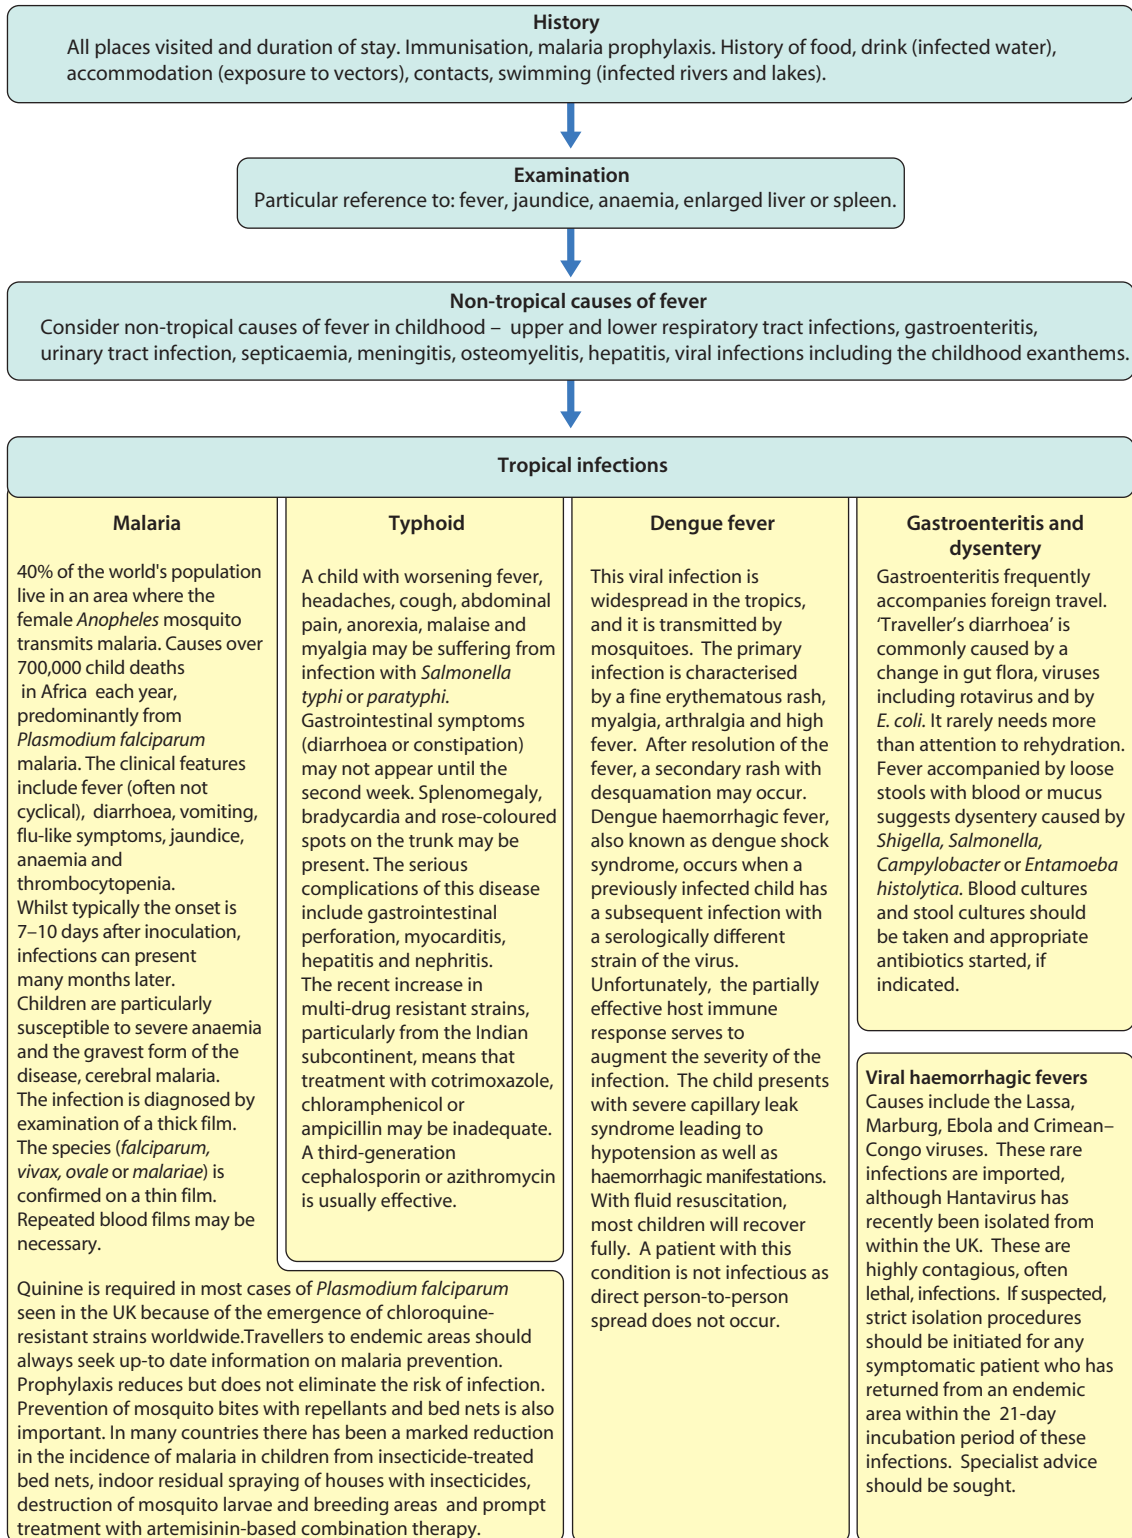 History
All places visited and duration of stay. Immunisation, malaria prophylaxis. History of food, drink (infected water),
accommodation (exposure to vectors), contacts, swimming (infected rivers and lakes).
Examination
Particular reference to: fever, jaundice, anaemia, enlarged liver or spleen.
Non-tropical causes of fever
Consider non-tropical causes of fever in childhood – upper and lower respiratory tract infections, gastroenteritis,
urinary tract infection, septicaemia, meningitis, osteomyelitis, hepatitis, viral infections including the childhood exanthems.
Tropical infections
Malaria
40% of the world's population
live in an area where the
female Anopheles mosquito
transmits malaria. Causes over
700,000 child deaths
in Africa each year,
predominantly from
Plasmodium falciparum
malaria. The clinical features
include fever (often not
cyclical), diarrhoea, vomiting,
flu-like symptoms, jaundice,
anaemia and
thrombocytopenia.
Whilst typically the onset is
7–10 days after inoculation,
infections can present
many months later.
Children are particularly
susceptible to severe anaemia
and the gravest form of the
disease, cerebral malaria.
The infection is diagnosed by
examination of a thick film.
The species (falciparum,
vivax, ovale or malariae) is
confirmed on a thin film.
Repeated blood films may be
necessary.
Quinine is required in most cases of Plasmodium falciparum
seen in the UK because of the emergence of chloroquine-
resistant strains worldwide.Travellers to endemic areas should
always seek up-to date information on malaria prevention.
Prophylaxis reduces but does not eliminate the risk of infection.
Prevention of mosquito bites with repellants and bed nets is also
important. In many countries there has been a marked reduction
in the incidence of malaria in children from insecticide-treated
bed nets, indoor residual spraying of houses with insecticides,
destruction of mosquito larvae and breeding areas and prompt
treatment with artemisinin-based combination therapy.
Typhoid
A child with worsening fever,
headaches, cough, abdominal
pain, anorexia, malaise and
myalgia may be suffering from
infection with Salmonella
typhi or paratyphi.
Gastrointestinal symptoms
(diarrhoea or constipation)
may not appear until the
second week. Splenomegaly,
bradycardia and rose-coloured
spots on the trunk may be
present. The serious
complications of this disease
include gastrointestinal
perforation, myocarditis,
hepatitis and nephritis.
The recent increase in
multi-drug resistant strains,
particularly from the Indian
subcontinent, means that
treatment with cotrimoxazole,
chloramphenicol or
ampicillin may be inadequate.
A third-generation
cephalosporin or azithromycin
is usually effective.
Dengue fever
This viral infection is
widespread in the tropics,
and it is transmitted by
mosquitoes. The primary
infection is characterised
by a fine erythematous rash,
myalgia, arthralgia and high
fever. After resolution of the
fever, a secondary rash with
desquamation may occur.
Dengue haemorrhagic fever,
also known as dengue shock
syndrome, occurs when a
previously infected child has
a subsequent infection with
a serologically different
strain of the virus.
Unfortunately, the partially
effective host immune
response serves to
augment the severity of the
infection. The child presents
with severe capillary leak
syndrome leading to
hypotension as well as
haemorrhagic manifestations.
With fluid resuscitation,
most children will recover
fully. A patient with this
condition is not infectious as
direct person-to-person
spread does not occur.
Gastroenteritis and
dysentery
Gastroenteritis frequently
accompanies foreign travel.
‘Traveller’s diarrhoea’ is
commonly caused by a
change in gut flora, viruses
including rotavirus and by
E. coli. It rarely needs more
than attention to rehydration.
Fever accompanied by loose
stools with blood or mucus
suggests dysentery caused by
Shigella, Salmonella,
Campylobacter or Entamoeba
histolytica. Blood cultures
and stool cultures should
be taken and appropriate
antibiotics started, if
indicated.
Viral haemorrhagic fevers
Causes include the Lassa,
Marburg, Ebola and Crimean–
Congo viruses. These rare
infections are imported,
although Hantavirus has
recently been isolated from
within the UK. These are
highly contagious, often
lethal, infections. If suspected,
strict isolation procedures
should be initiated for any
symptomatic patient who has
returned from an endemic
area within the 21-day
incubation period of these
infections. Specialist advice
should be sought.